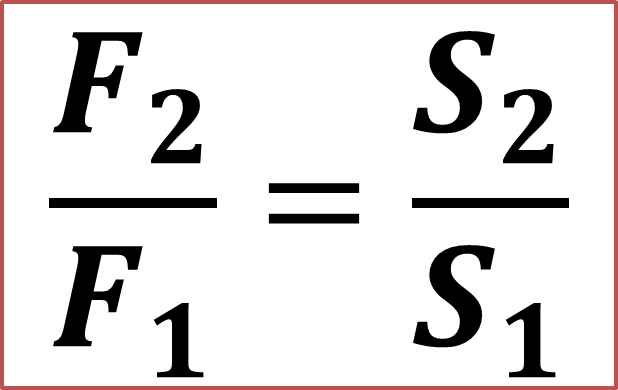 F₂/F₁ = S₂/S₁